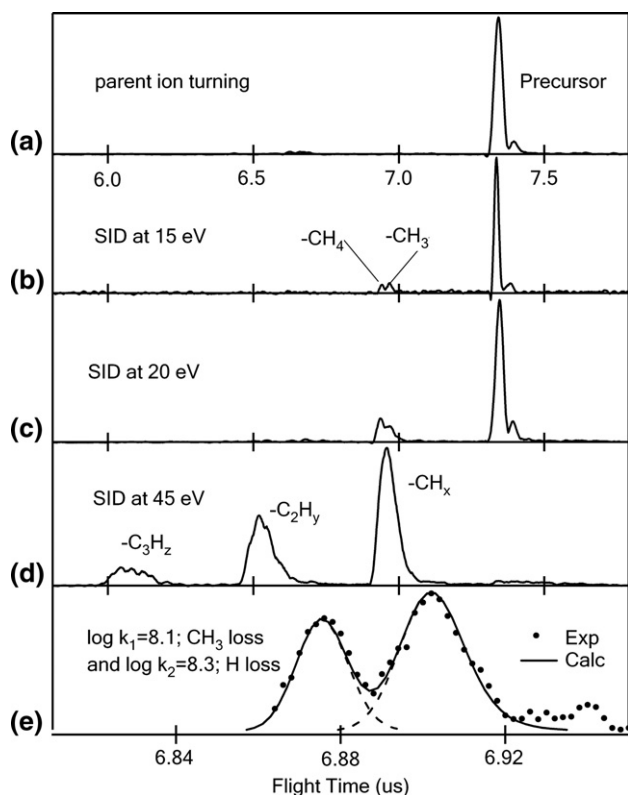 parent ion turning
Precursor
(a)
6.0 6.5 7.0 7.5
SID at 15 eV
-CH₄
-CH₃
(b)
SID at 20 eV
(c)
SID at 45 eV
-CHₓ
-C₂Hᵧ
-C₃H_z
(d)
log k₁=8.1; CH₃ loss
and log k₂=8.3; H loss
Exp
Calc
(e)
6.84 6.88 6.92
Flight Time (us)